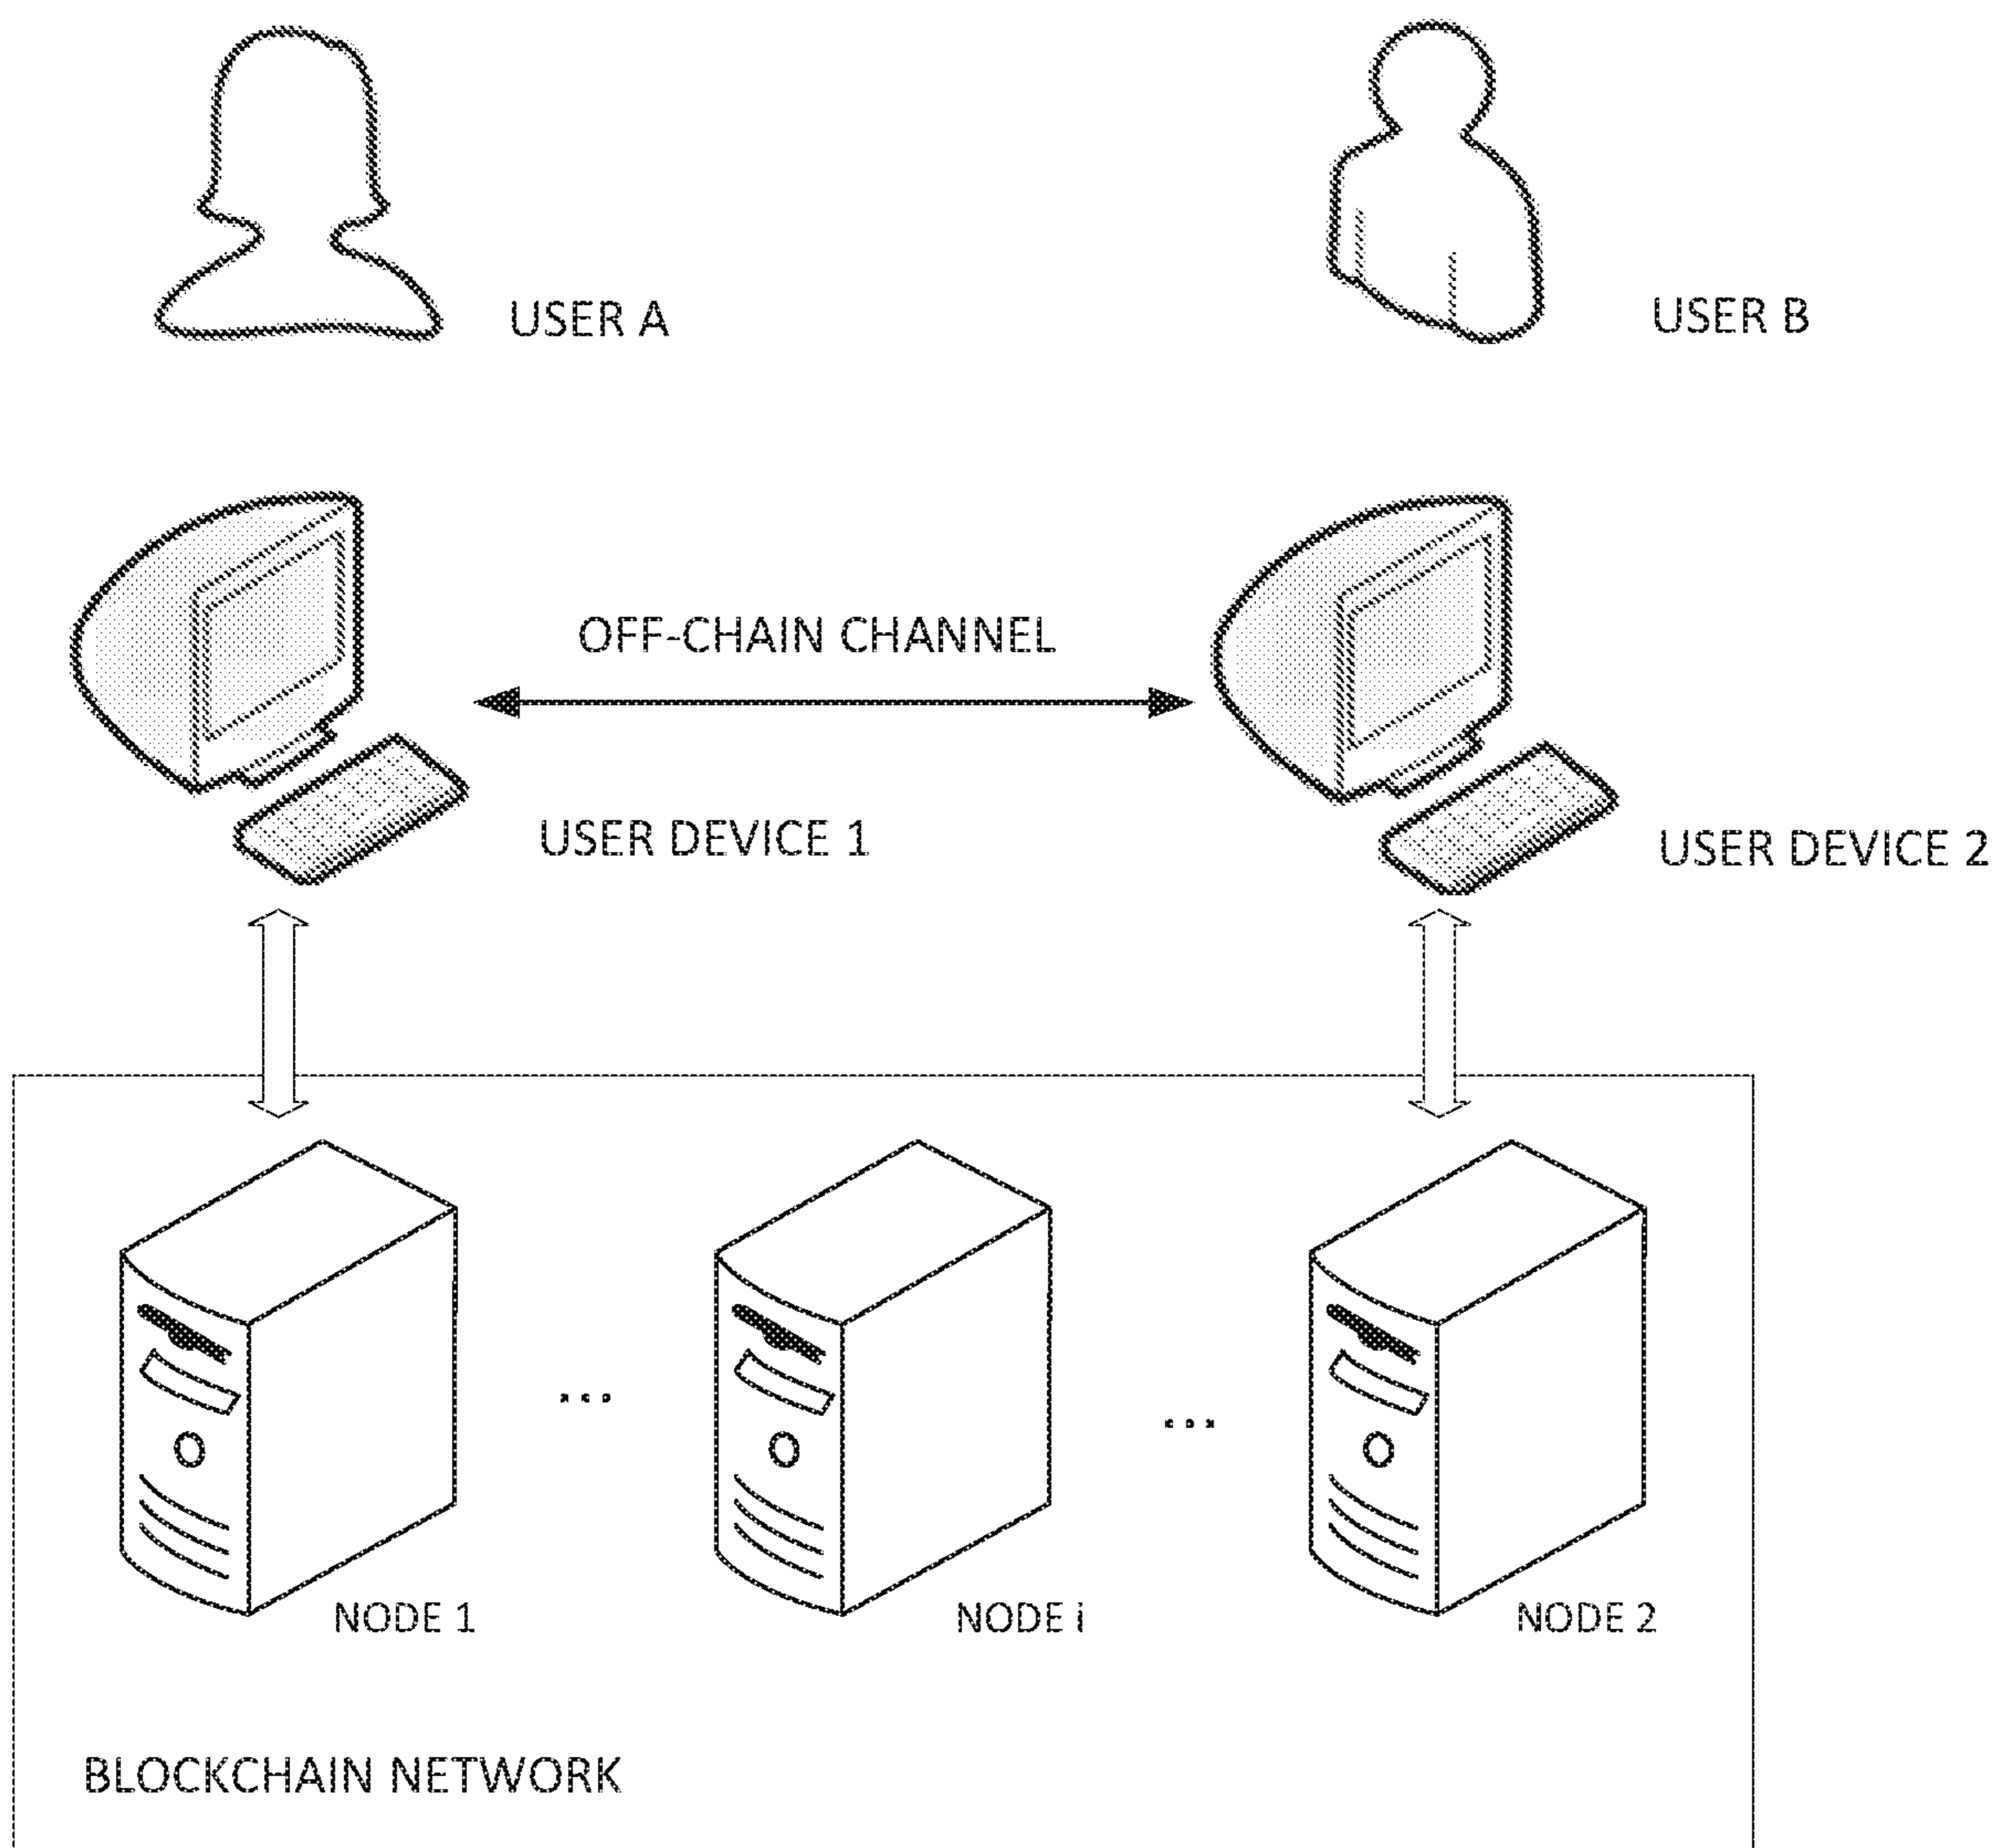 USER A
USER B
OFF-CHAIN CHANNEL
USER DEVICE 1
USER DEVICE 2
...
...
NODE 1
NODE i
NODE 2
BLOCKCHAIN NETWORK